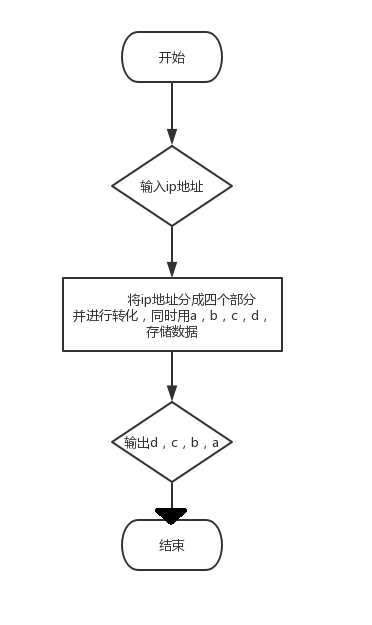 开始
输入ip地址
将ip地址分成四个部分
并进行转化，同时用a，b，c，d，
存储数据
输出d，c，b，a
结束